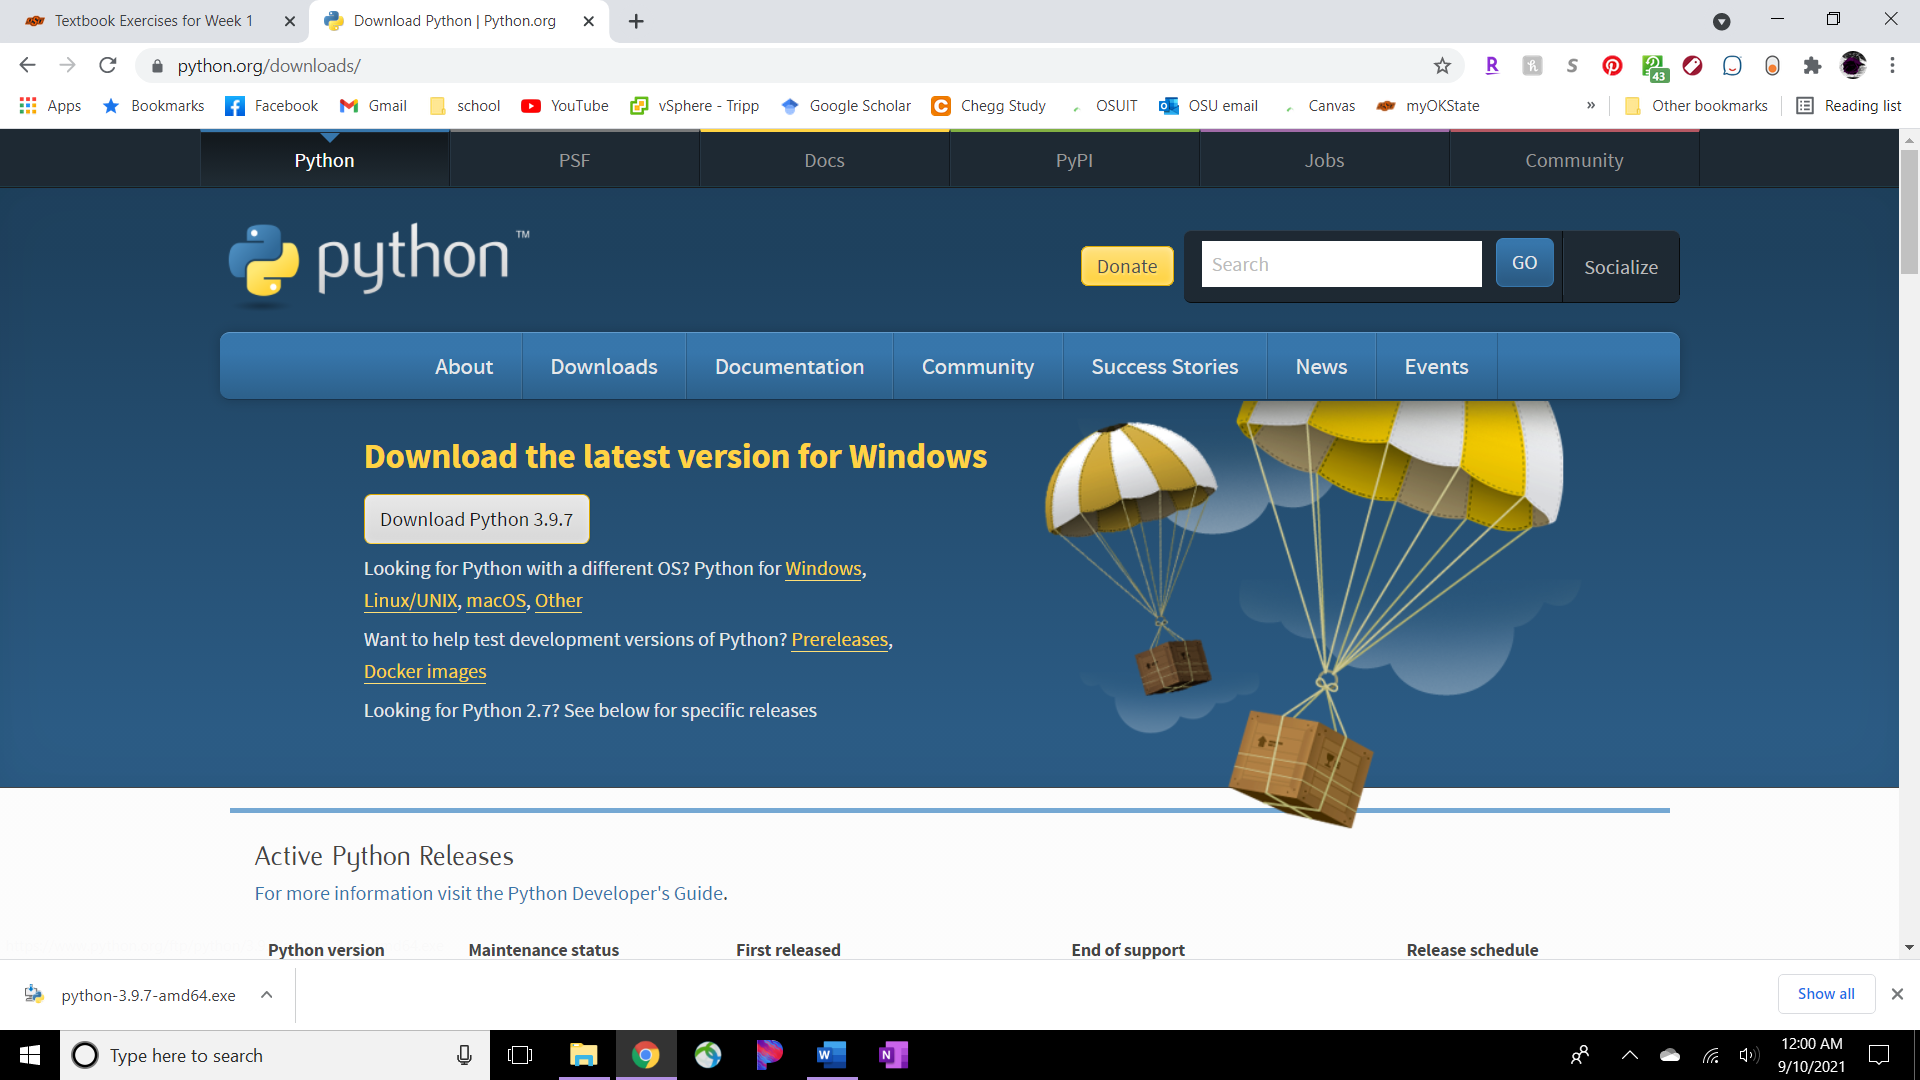 Textbook Exercises for Week 1
Download Python | Python.org
python.org/downloads/
43
Apps Bookmarks Facebook Gmail school YouTube vSphere - Tripp Google Scholar Chegg Study OSUIT OSU email Canvas myOKState » Other bookmarks Reading list
Python PSF Docs PyPI Jobs Community
python™
Donate Search GO Socialize
About Downloads Documentation Community Success Stories News Events
Download the latest version for Windows
Download Python 3.9.7
Looking for Python with a different OS? Python for Windows,
Linux/UNIX, macOS, Other
Want to help test development versions of Python? Prereleases,
Docker images
Looking for Python 2.7? See below for specific releases
Active Python Releases
For more information visit the Python Developer's Guide.
Python version Maintenance status First released End of support Release schedule
python-3.9.7-amd64.exe
Show all
Type here to search
12:00 AM
9/10/2021